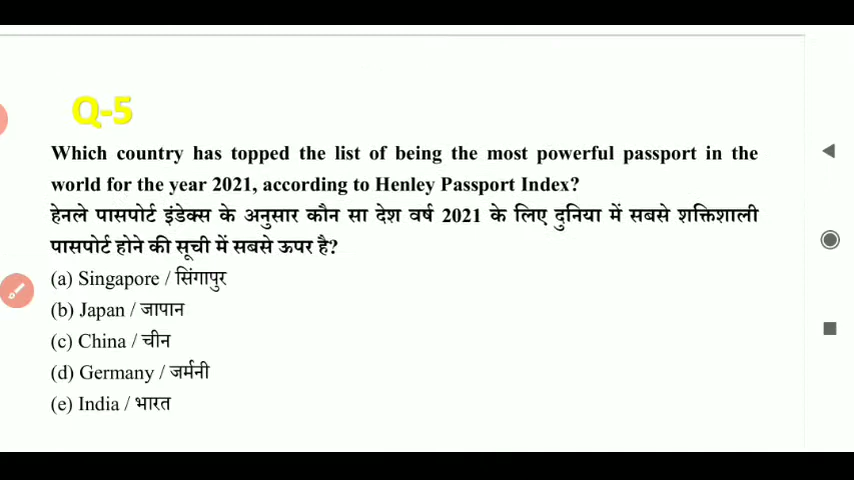 Q-5
Which country has topped the list of being the most powerful passport in the
world for the year 2021, according to Henley Passport Index?
हेनले पासपोर्ट इंडेक्स के अनुसार कौन सा देश वर्ष 2021 के लिए दुनिया में सबसे शक्तिशाली
पासपोर्ट होने की सूची में सबसे ऊपर है?
(a) Singapore / सिंगापुर
(b) Japan / जापान
(c) China / चीन
(d) Germany / जर्मनी
(e) India / भारत